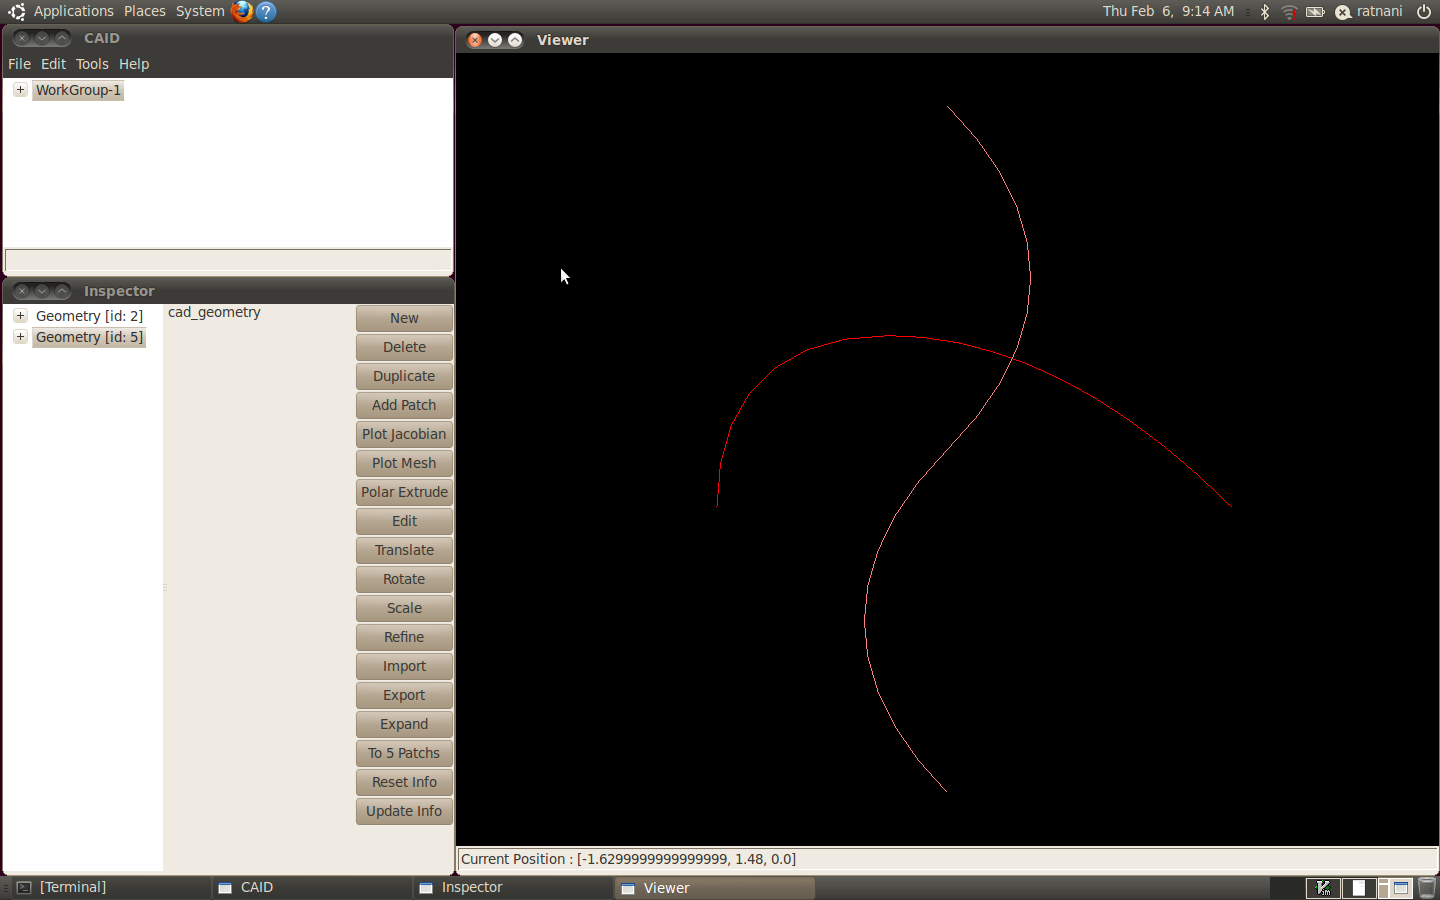 Applications Places System ? Thu Feb 6, 9:14 AM ratnani
CAID
File Edit Tools Help
WorkGroup-1
Inspector
Geometry [id: 2]
Geometry [id: 5]
cad_geometry
New
Delete
Duplicate
Add Patch
Plot Jacobian
Plot Mesh
Polar Extrude
Edit
Translate
Rotate
Scale
Refine
Import
Export
Expand
To 5 Patchs
Reset Info
Update Info
Viewer
Current Position : [-1.6299999999999999, 1.48, 0.0]
[Terminal] CAID Inspector Viewer